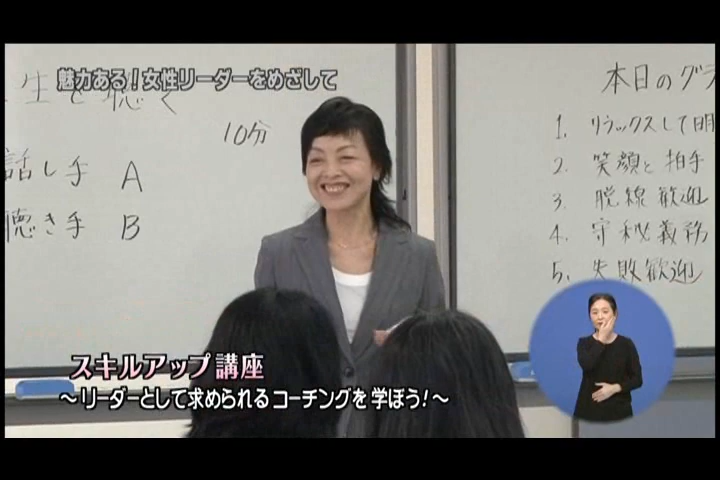 魅力ある!女性リーダーをめざして
10分
話し手 A
聴き手 B
本日のグラ
1. リラックスして明
2. 笑顔と拍手
3. 脱線歓迎
4. 守秘義務
5. 失敗歓迎
スキルアップ講座
～リーダーとして求められるコーチングを学ぼう!～